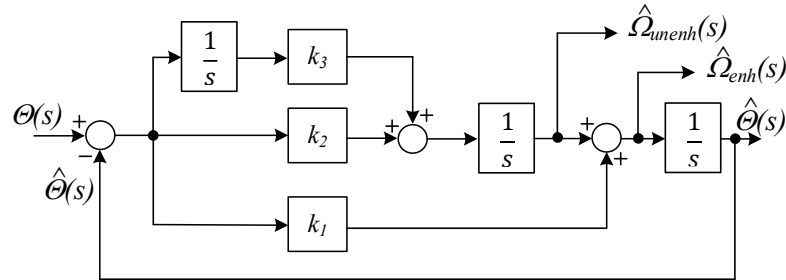 Ω̂unenh(s)
1/s
k3
Ω̂enh(s)
+
Θ(s)
+
−
k2
+
+
1/s
+
+
1/s
Θ̂(s)
Θ̂(s)
k1